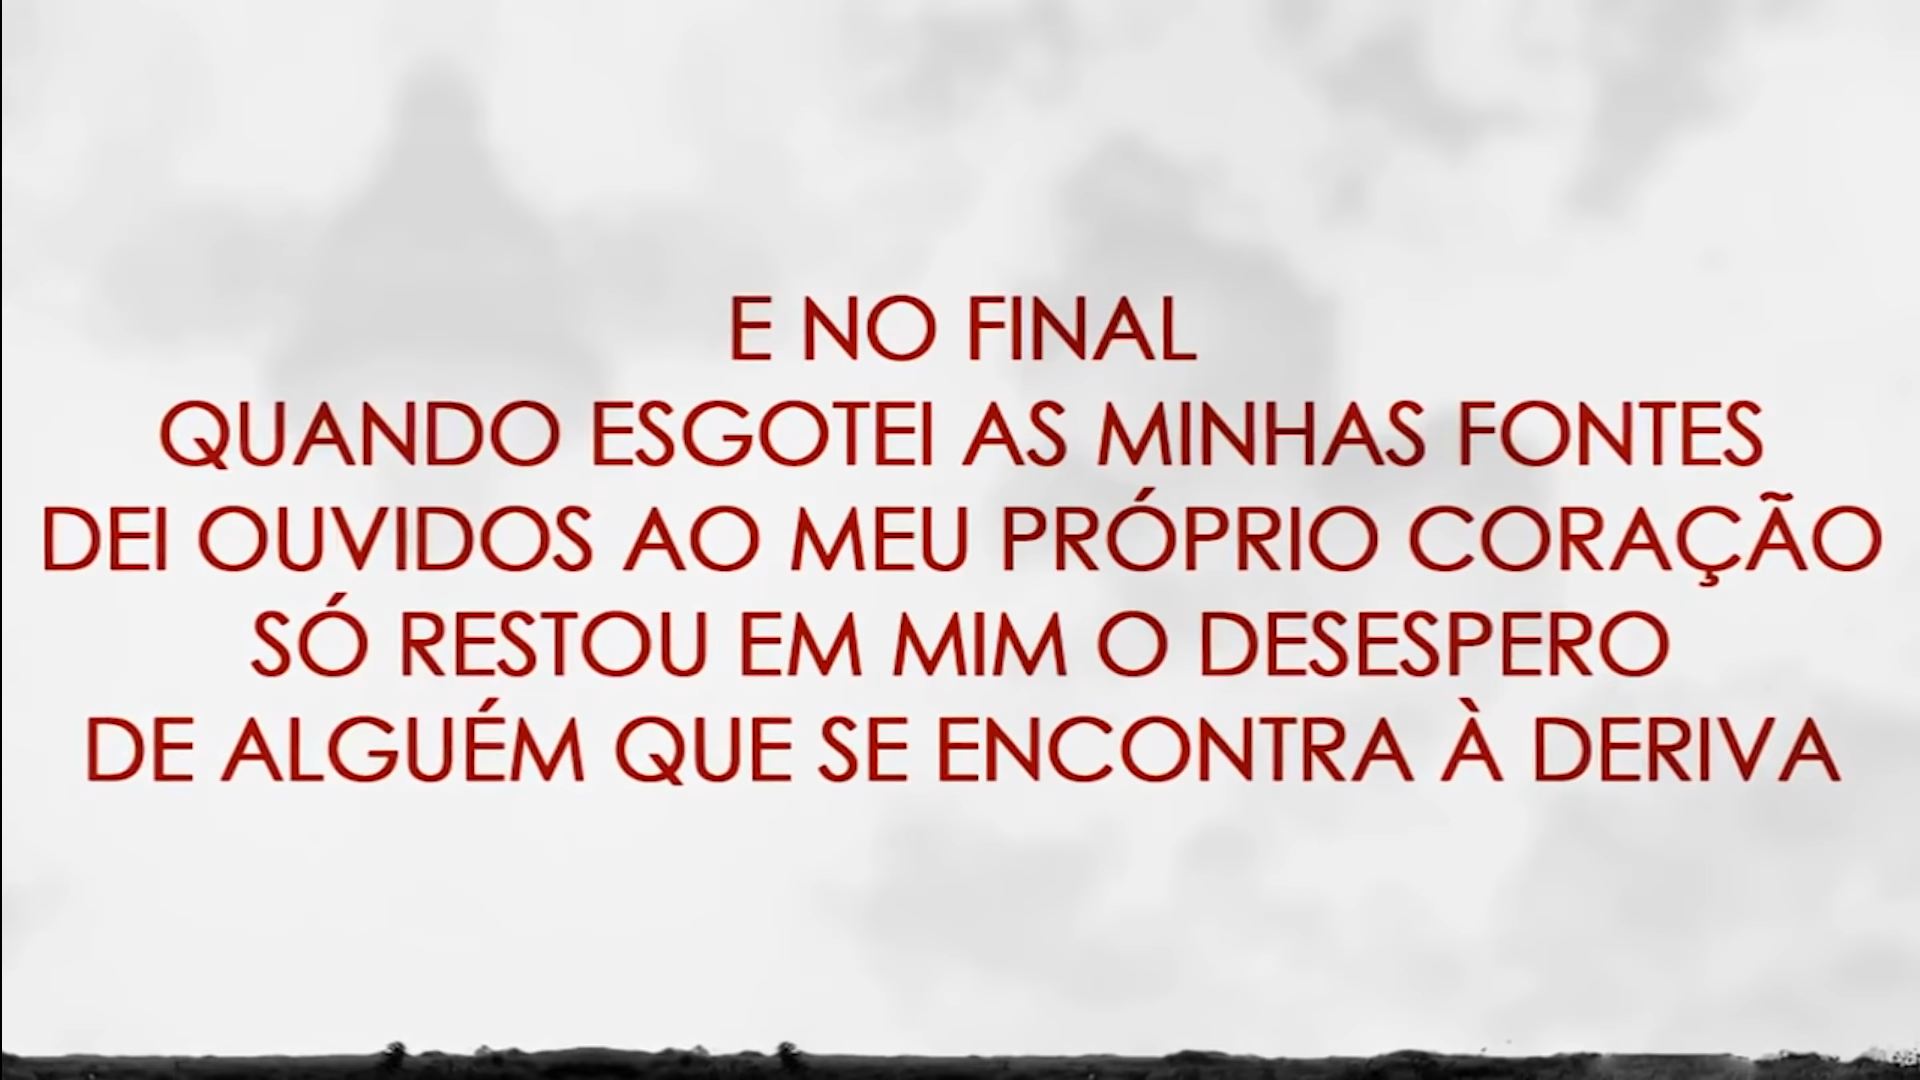 E NO FINAL
QUANDO ESGOTEI AS MINHAS FONTES
DEI OUVIDOS AO MEU PRÓPRIO CORAÇÃO
SÓ RESTOU EM MIM O DESESPERO
DE ALGUÉM QUE SE ENCONTRA À DERIVA